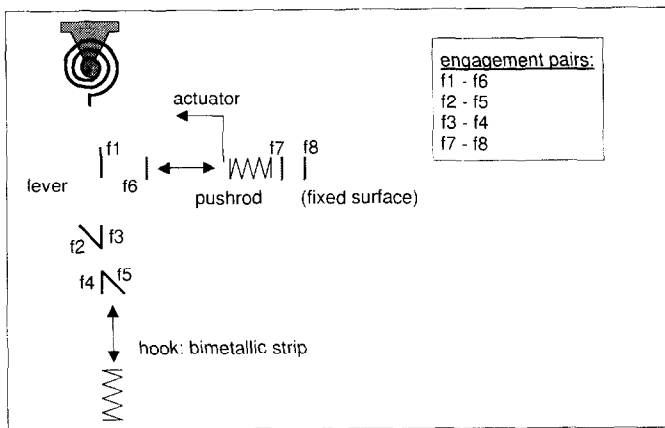 engagement pairs:
f1 - f6
f2 - f5
f3 - f4
f7 - f8
actuator
f1
f7 f8
lever
f6
pushrod
(fixed surface)
f2
f3
f4
f5
hook: bimetallic strip